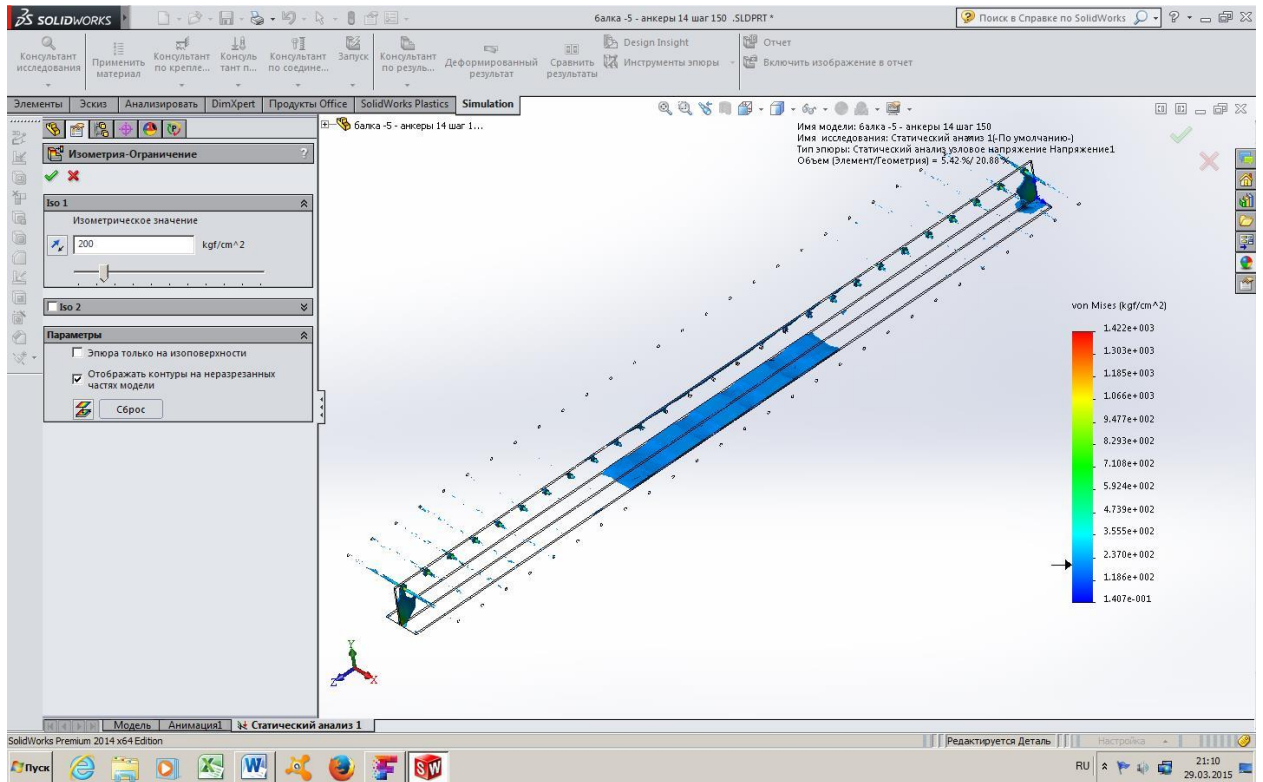 SOLIDWORKS
балка -5 - анкеры 14 шаг 150 .SLDPRT *
Поиск в Справке по SolidWorks
Консультант исследования
Применить материал
Консультант по крепле...
Консуль тант п...
Консультант по соедине...
Запуск
Консультант по резуль...
Деформированный результат
Сравнить результаты
Design Insight
Инструменты эпюры
Отчет
Включить изображение в отчет
Элементы Эскиз Анализировать DimXpert Продукты Office SolidWorks Plastics Simulation
балка -5 - анкеры 14 шаг 1...
Имя модели: балка -5 - анкеры 14 шаг 150
Имя исследования: Статический анализ 1(-По умолчанию-)
Тип эпюры: Статический анализ узловое напряжение Напряжение1
Объем (Элемент/Геометрия) = 5.42 %/ 20.88 %
Изометрия-Ограничение ?
Iso 1
Изометрическое значение
200 kgf/cm^2
Iso 2
Параметры
Эпюра только на изоповерхности
Отображать контуры на неразрезанных
частях модели
Сброс
von Mises (kgf/cm^2)
1.422e+003
1.303e+003
1.185e+003
1.066e+003
9.477e+002
8.293e+002
7.108e+002
5.924e+002
4.739e+002
3.555e+002
2.370e+002
1.186e+002
1.407e-001
Y
Z
X
Модель Анимация1 Статический анализ 1
SolidWorks Premium 2014 x64 Edition
Редактируется Деталь
Настройка
Пуск
RU
21:10
29.03.2015